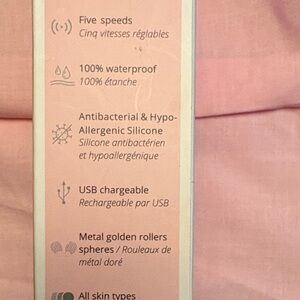 Five speeds
Cinq vitesses réglables
100% waterproof
100% étanche
Antibacterial & Hypo-
Allergenic Silicone
Silicone antibactérien
et hypoallergénique
USB chargeable
Rechargeable par USB
Metal golden rollers
spheres / Rouleaux de
métal doré
All skin types